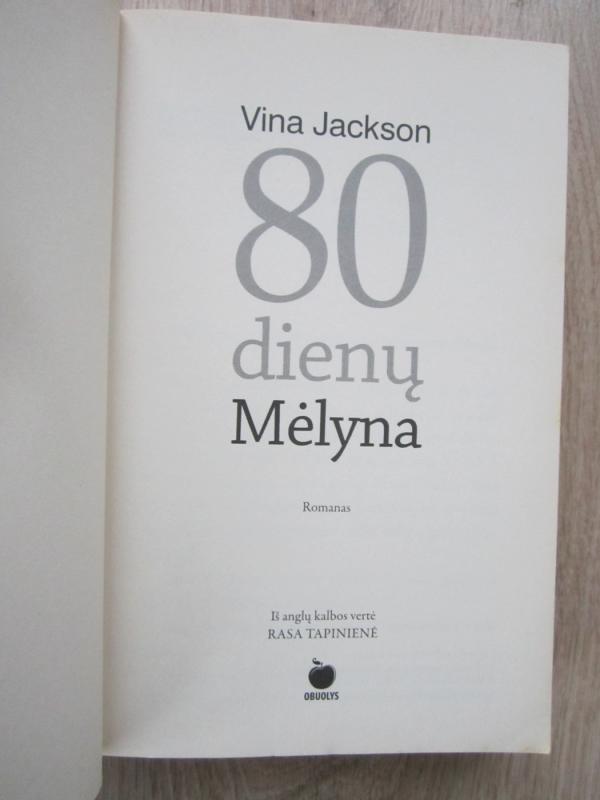 Vina Jackson
80
dienų
Mėlyna
Romanas
Iš anglų kalbos vertė
RASA TAPINIENĖ
OBUOLYS